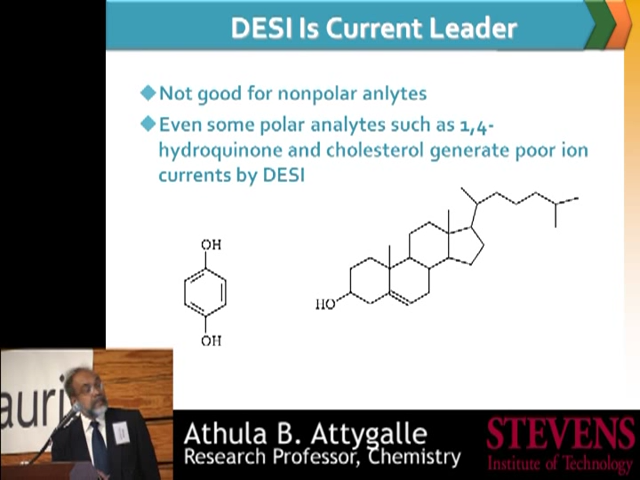 DESI Is Current Leader
Not good for nonpolar anlytes
Even some polar analytes such as 1,4-
hydroquinone and cholesterol generate poor ion
currents by DESI
OH
OH
HO
auri
Athula B. Attygalle
Research Professor, Chemistry
STEVENS
Institute of Technology